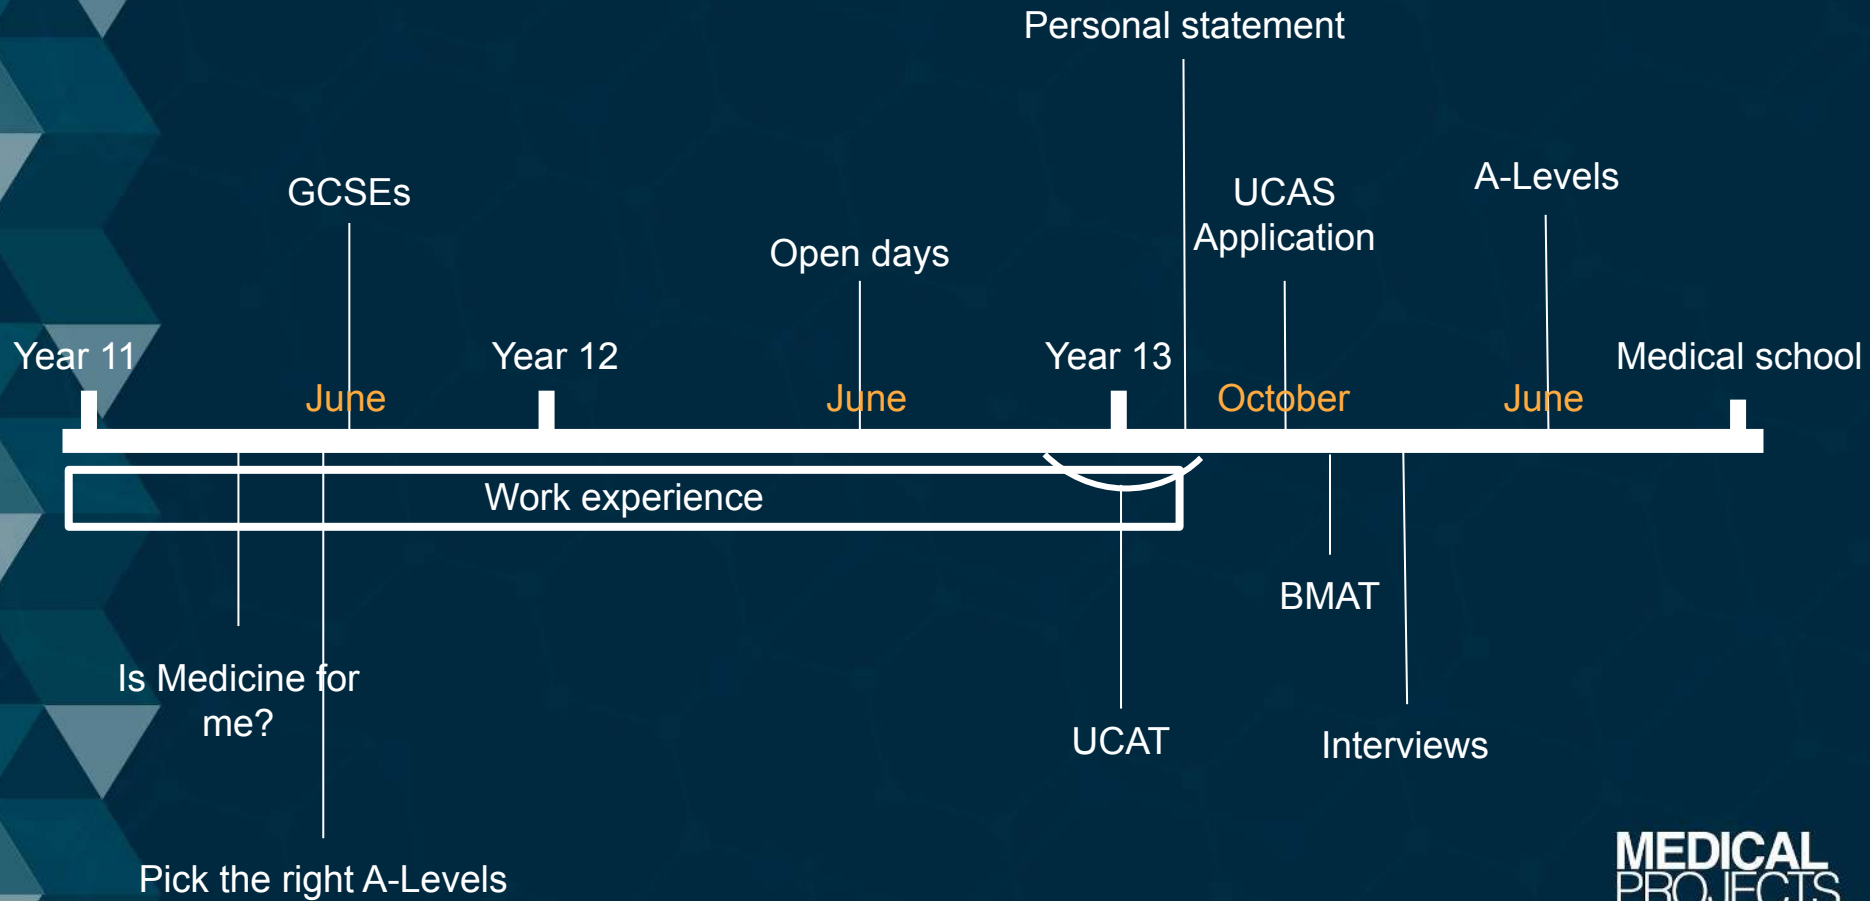 Personal statement
GCSEs
UCAS
Application
A-Levels
Open days
Year 11
Year 12
Year 13
Medical school
June
June
October
June
Work experience
BMAT
Is Medicine for
me?
UCAT
Interviews
Pick the right A-Levels
MEDICAL
PROJECTS